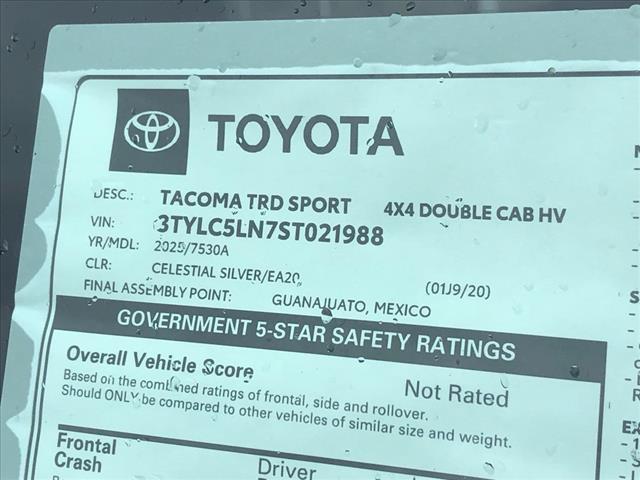 TOYOTA
DESC.: TACOMA TRD SPORT 4X4 DOUBLE CAB HV
VIN: 3TYLC5LN7ST021988
YR/MDL: 2025/7530A
CLR: CELESTIAL SILVER/EA20 (01J9/20)
FINAL ASSEMBLY POINT: GUANAJUATO, MEXICO
GOVERNMENT 5-STAR SAFETY RATINGS
Overall Vehicle Score Not Rated
Based on the combined ratings of frontal, side and rollover.
Should ONLY be compared to other vehicles of similar size and weight.
Frontal Driver
Crash